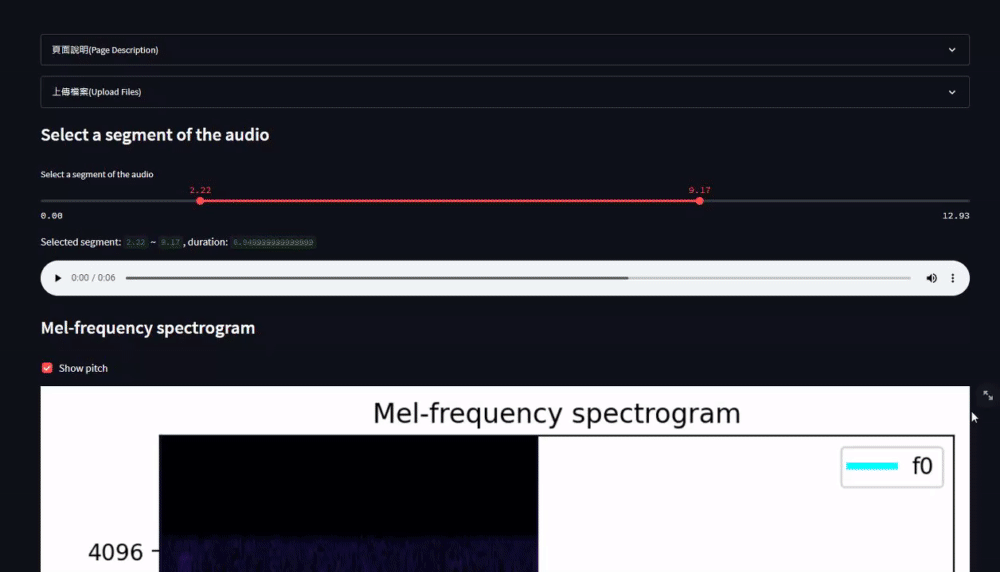 頁面說明(Page Description)
上傳檔案(Upload Files)
Select a segment of the audio
Select a segment of the audio
2.22 9.17
0.00 12.93
Selected segment: 2.22 ~ 9.17 , duration: 6.949999999999999
0:00 / 0:06
Mel-frequency spectrogram
Show pitch
Mel-frequency spectrogram
f0
4096